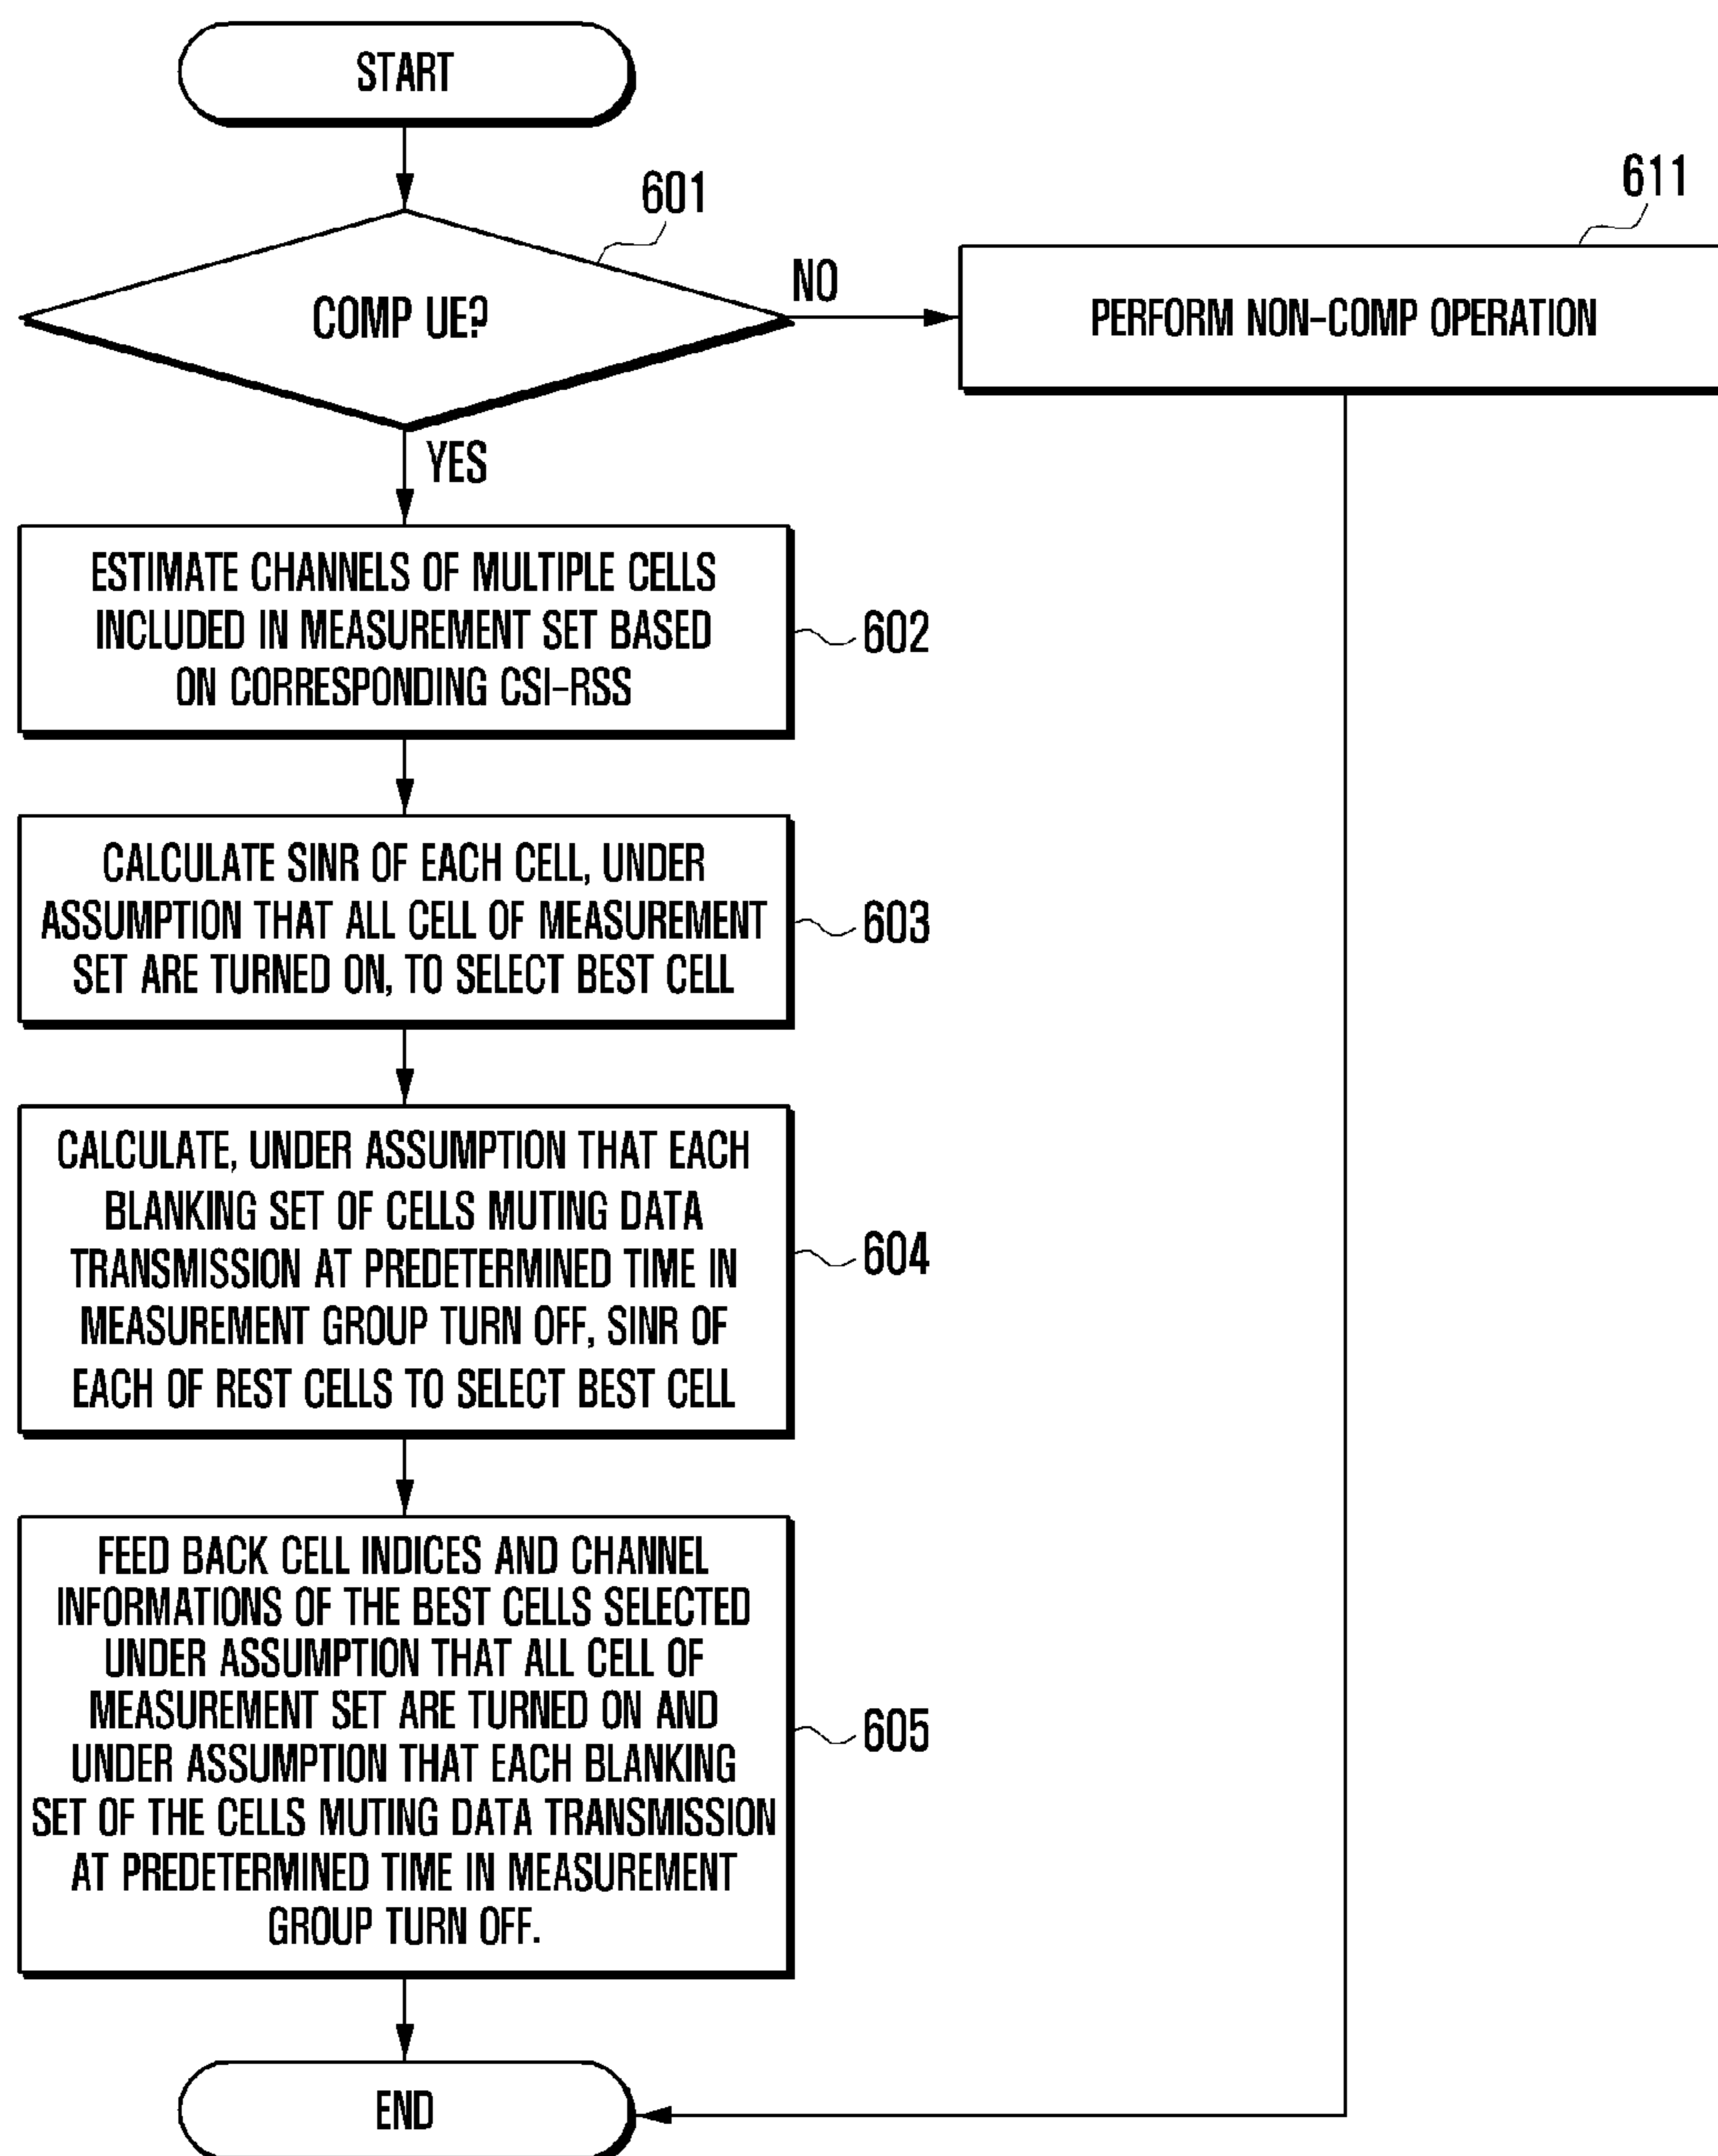 START
601
COMP UE?
NO
611
PERFORM NON-COMP OPERATION
YES
ESTIMATE CHANNELS OF MULTIPLE CELLS
INCLUDED IN MEASUREMENT SET BASED
ON CORRESPONDING CSI-RSS
602
CALCULATE SINR OF EACH CELL, UNDER
ASSUMPTION THAT ALL CELL OF MEASUREMENT
SET ARE TURNED ON, TO SELECT BEST CELL
603
CALCULATE, UNDER ASSUMPTION THAT EACH
BLANKING SET OF CELLS MUTING DATA
TRANSMISSION AT PREDETERMINED TIME IN
MEASUREMENT GROUP TURN OFF, SINR OF
EACH OF REST CELLS TO SELECT BEST CELL
604
FEED BACK CELL INDICES AND CHANNEL
INFORMATIONS OF THE BEST CELLS SELECTED
UNDER ASSUMPTION THAT ALL CELL OF
MEASUREMENT SET ARE TURNED ON AND
UNDER ASSUMPTION THAT EACH BLANKING
SET OF THE CELLS MUTING DATA TRANSMISSION
AT PREDETERMINED TIME IN MEASUREMENT
GROUP TURN OFF.
605
END